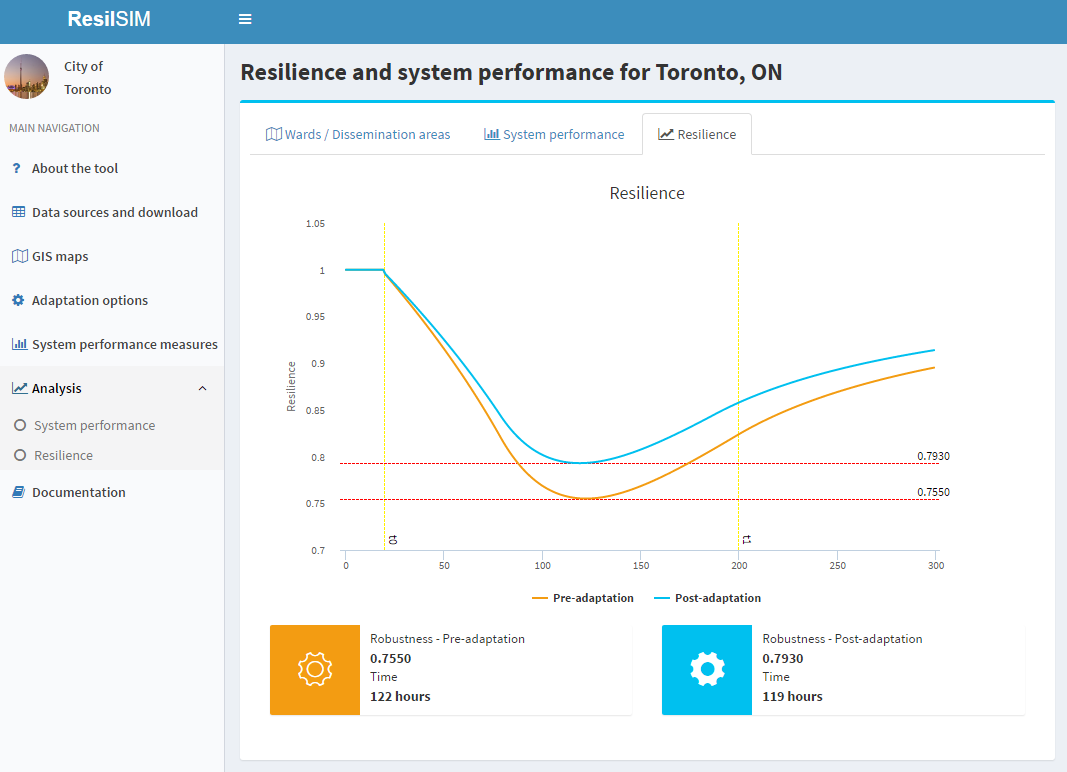 ResilSIM
City of
Toronto
MAIN NAVIGATION
? About the tool
Data sources and download
GIS maps
Adaptation options
System performance measures
Analysis
System performance
Resilience
Documentation
Resilience and system performance for Toronto, ON
Wards / Dissemination areas
System performance
Resilience
Resilience
Resilience
1.05
1
0.95
0.9
0.85
0.8
0.75
0.7
0.7930
0.7550
t0
t1
0 50 100 150 200 250 300
Pre-adaptation Post-adaptation
Robustness - Pre-adaptation
0.7550
Time
122 hours
Robustness - Post-adaptation
0.7930
Time
119 hours